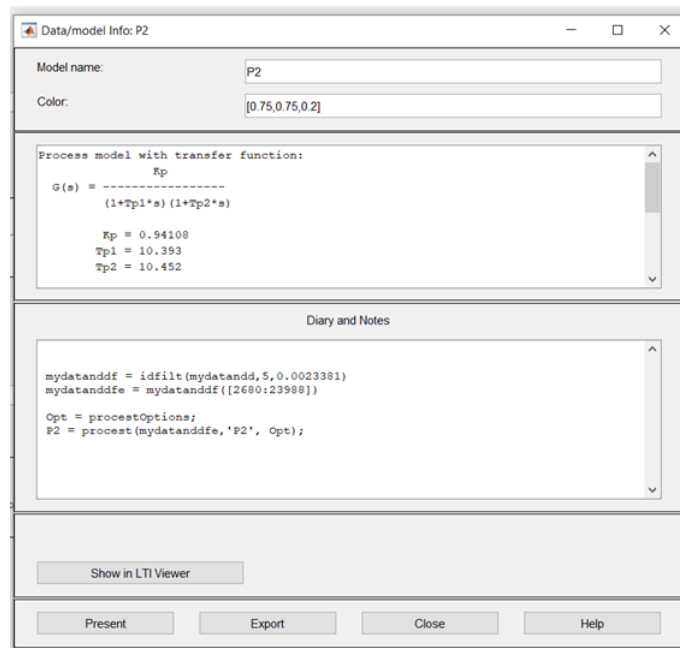 Data/model Info: P2
Model name:
P2
Color:
[0.75,0.75,0.2]
Process model with transfer function:
Kp
G(s) = -----------------
(1+Tp1*s)(1+Tp2*s)
Kp = 0.94108
Tp1 = 10.393
Tp2 = 10.452
Diary and Notes
mydatanddf = idfilt(mydatandd,5,0.0023381)
mydatanddfe = mydatanddf([2680:23988])
Opt = procestOptions;
P2 = procest(mydatanddfe,'P2', Opt);
Show in LTI Viewer
Present
Export
Close
Help